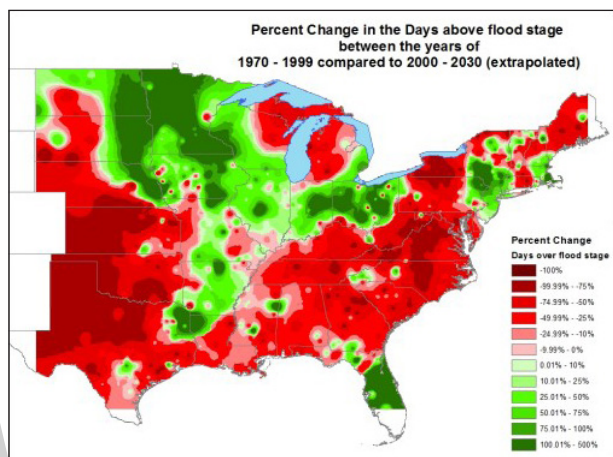 Percent Change in the Days above flood stage
between the years of
1970 - 1999 compared to 2000 - 2030 (extrapolated)
Percent Change
Days over flood stage
-100%
-99.99% - -75%
-74.99% - -50%
-49.99% - -25%
-24.99% - -10%
-9.99% - 0%
0.01% - 10%
10.01% - 25%
25.01% - 50%
50.01% - 75%
75.01% - 100%
100.01% - 500%